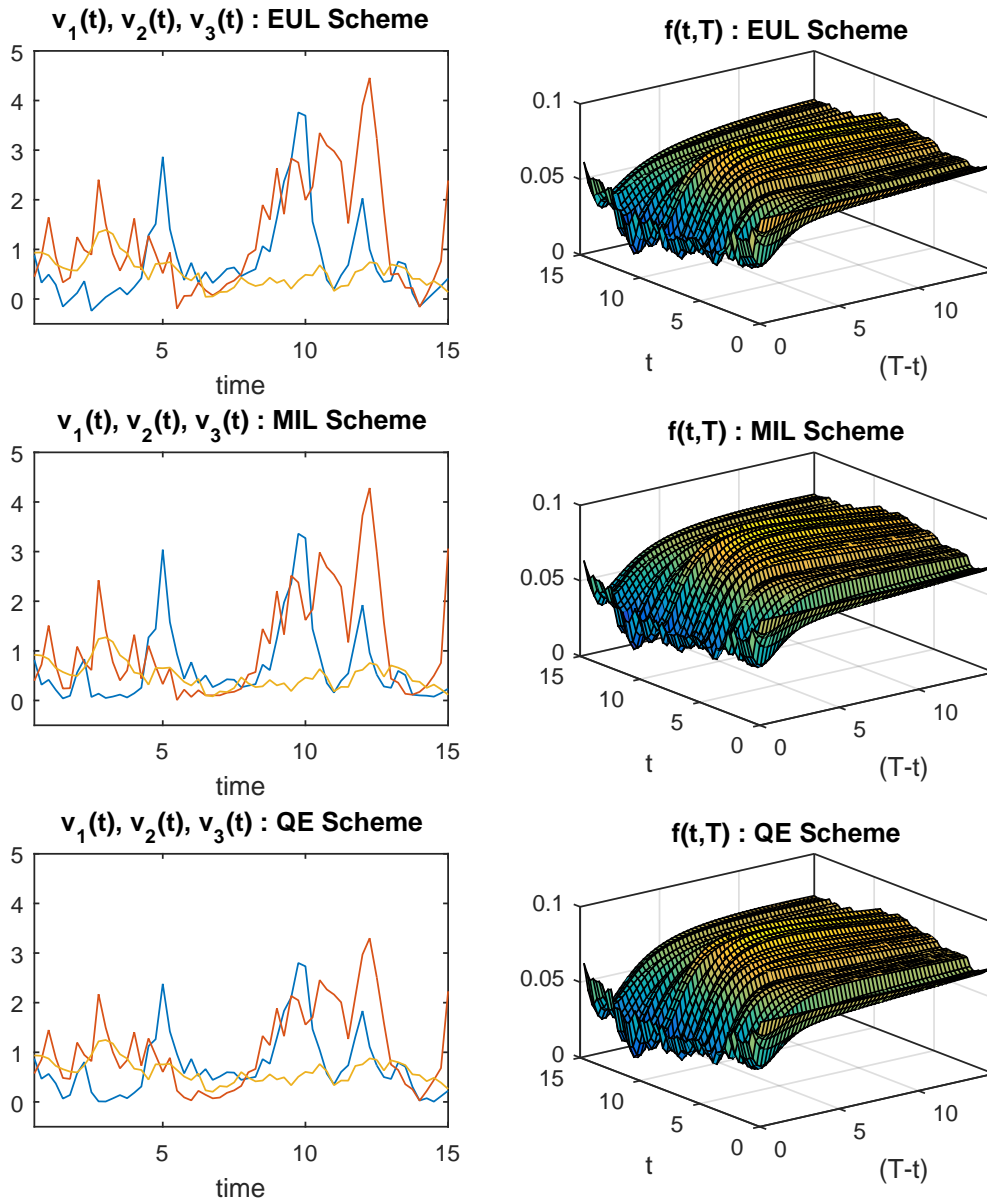 v1(t), v2(t), v3(t) : EUL Scheme
5
4
3
2
1
0
5 10 15
time
f(t,T) : EUL Scheme
0.1
0.05
0
15
10
5
0
0
5
10
t
(T-t)
v1(t), v2(t), v3(t) : MIL Scheme
5
4
3
2
1
0
5 10 15
time
f(t,T) : MIL Scheme
0.1
0.05
0
15
10
5
0
0
5
10
t
(T-t)
v1(t), v2(t), v3(t) : QE Scheme
5
4
3
2
1
0
5 10 15
time
f(t,T) : QE Scheme
0.1
0.05
0
15
10
5
0
0
5
10
t
(T-t)